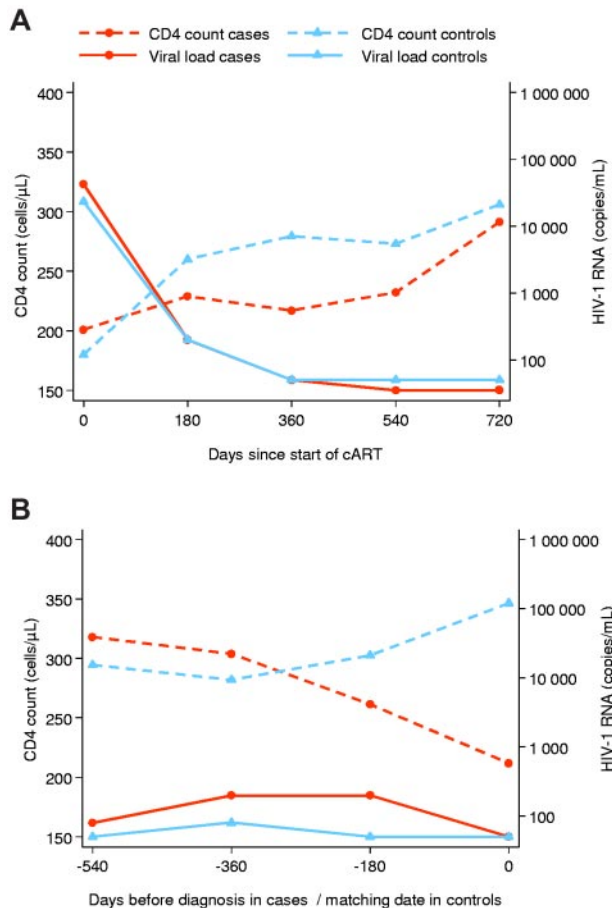 A
CD4 count cases CD4 count controls
Viral load cases Viral load controls
400
350
300
250
200
150
CD4 count (cells/µL)
1 000 000
100 000
10 000
1 000
100
HIV-1 RNA (copies/mL)
0 180 360 540 720
Days since start of cART
B
400
350
300
250
200
150
CD4 count (cells/µL)
1 000 000
100 000
10 000
1 000
100
HIV-1 RNA (copies/mL)
-540 -360 -180 0
Days before diagnosis in cases / matching date in controls